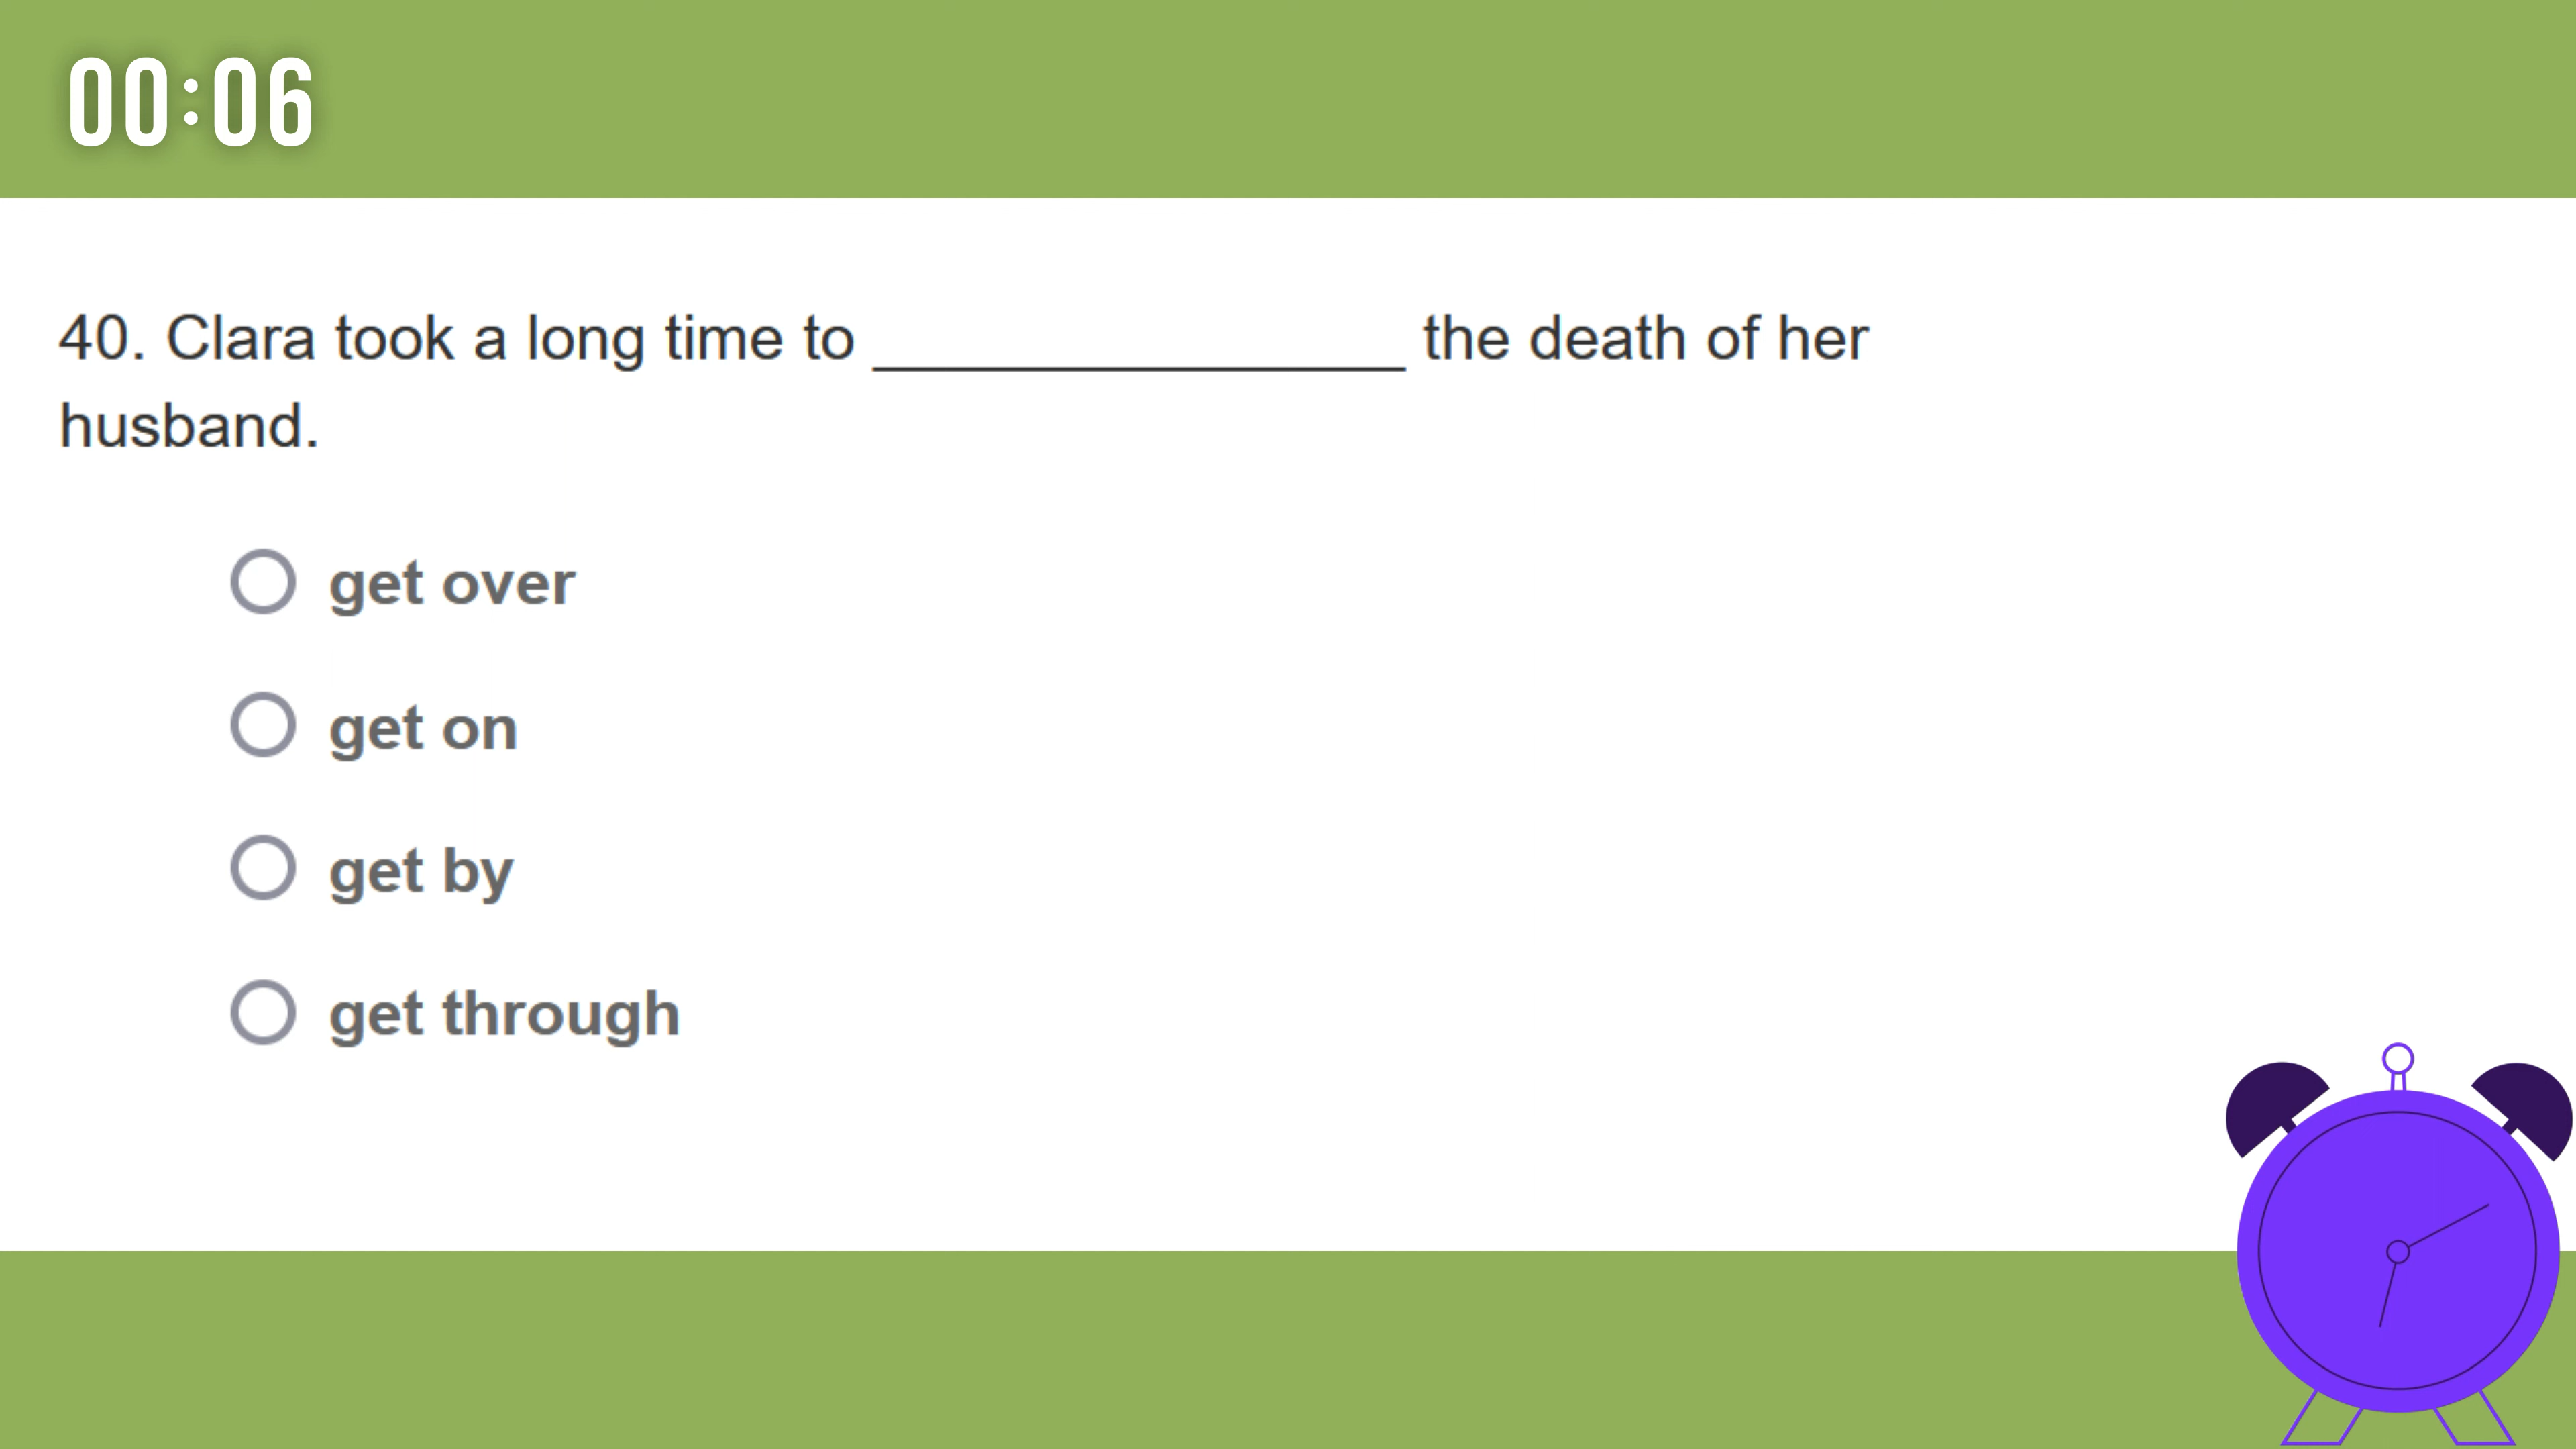 00:06
40. Clara took a long time to ________________ the death of her
husband.
get over
get on
get by
get through